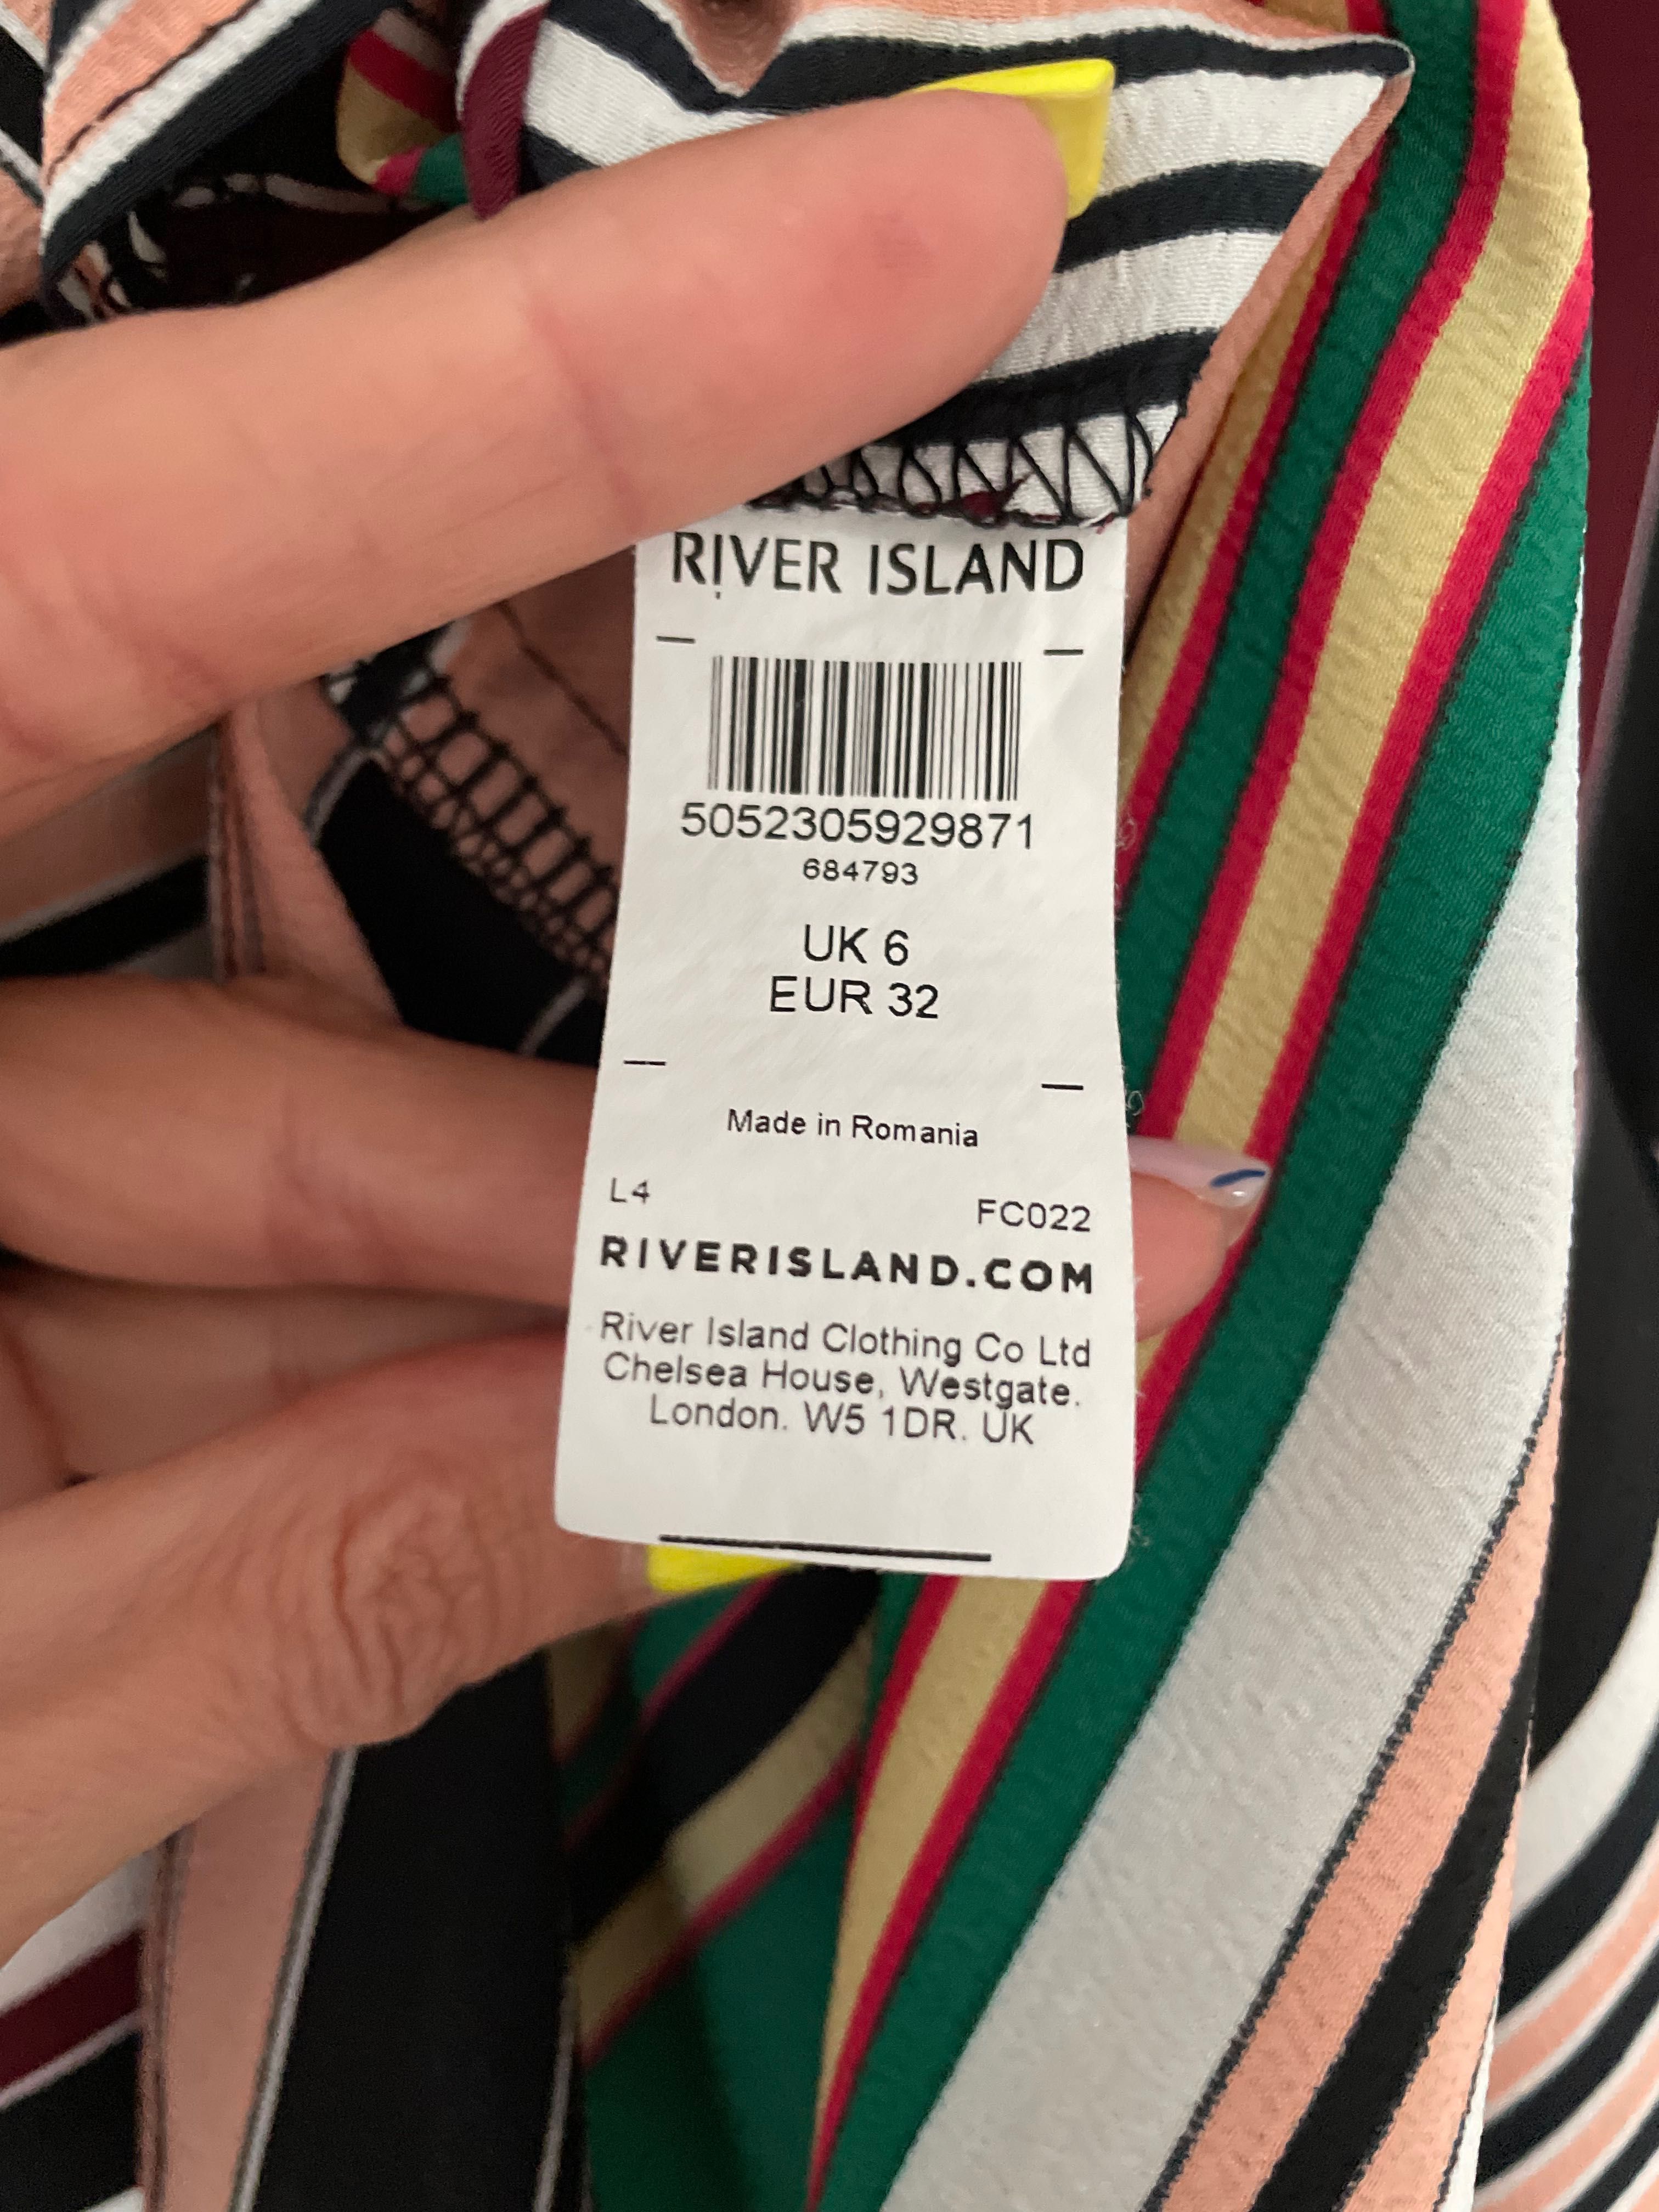 RIVER ISLAND
5052305929871
684793
UK 6
EUR 32
Made in Romania
L4 FC022
RIVERISLAND.COM
River Island Clothing Co Ltd
Chelsea House, Westgate.
London. W5 1DR. UK